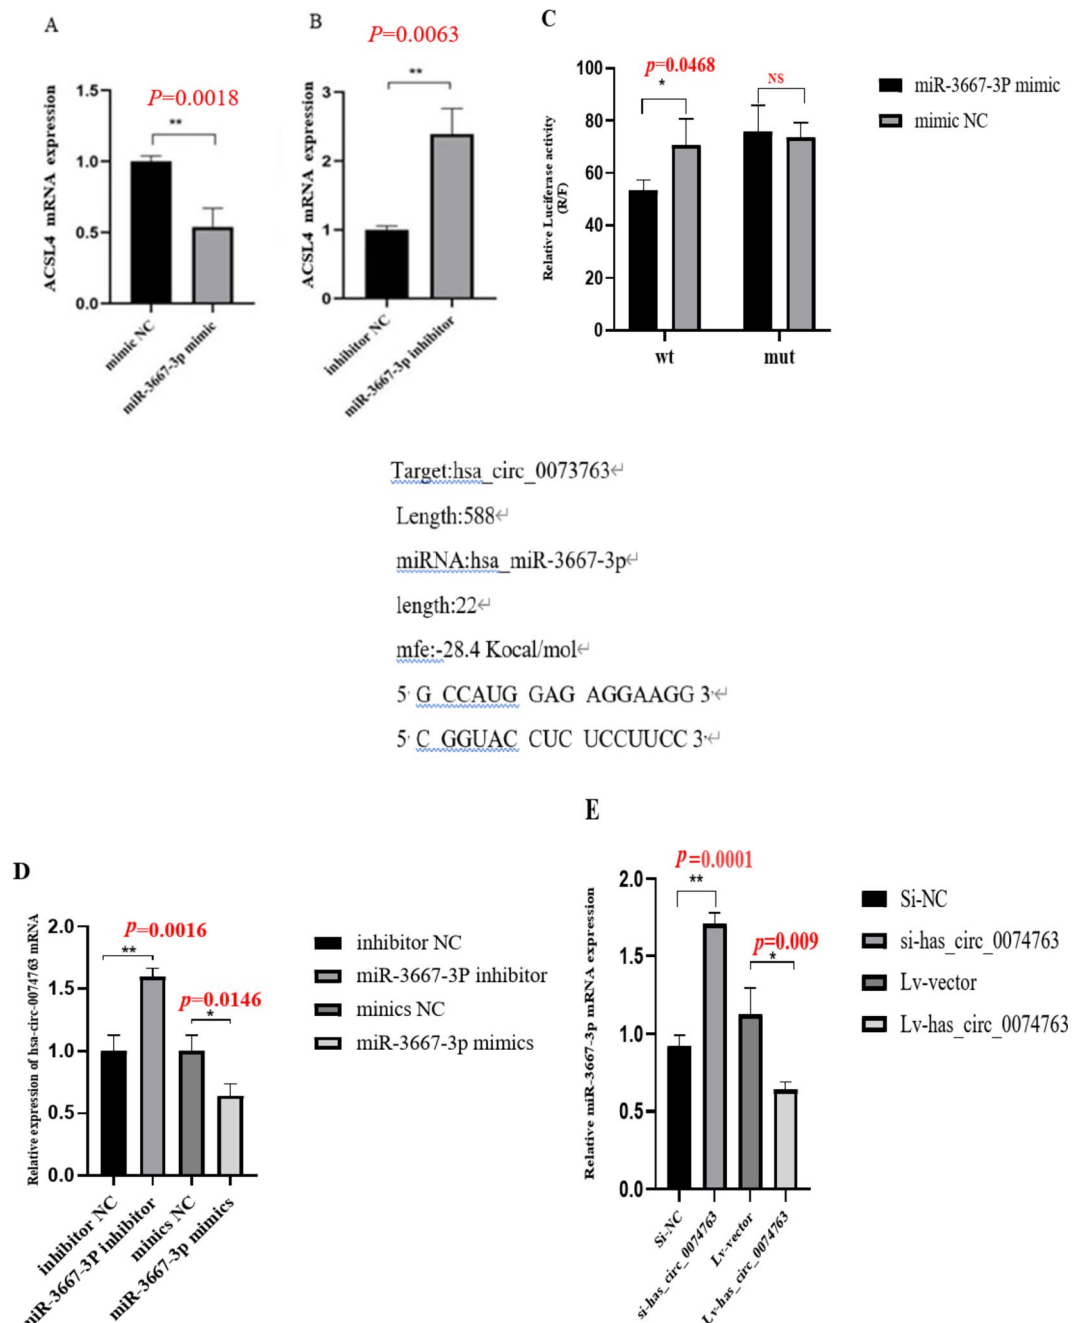 A
P=0.0018
**
ACSL4 mRNA expression
1.5
1.0
0.5
0.0
mimic NC
miR-3667-3p mimic
B
P=0.0063
**
ACSL4 mRNA expression
3
2
1
0
inhibitor NC
miR-3667-3p inhibitor
C
p=0.0468
*
NS
Relative Luciferase activity
(R/F)
100
80
60
40
20
0
wt
mut
miR-3667-3P mimic
mimic NC
Target:hsa_circ_0073763↵
Length:588↵
miRNA:hsa_miR-3667-3p↵
length:22↵
mfe:-28.4 Kocal/mol↵
5' G CCAUG GAG AGGAAGG 3'↵
5' C GGUAC CUC UCCUUCC 3'↵
D
p=0.0016
**
p=0.0146
*
Relative expression of hsa-circ-0074763 mRNA
2.0
1.5
1.0
0.5
0.0
inhibitor NC
miR-3667-3P inhibitor
minics NC
miR-3667-3p mimics
inhibitor NC
miR-3667-3P inhibitor
minics NC
miR-3667-3p mimics
E
p=0.0001
**
p=0.009
*
Relative miR-3667-3p mRNA expression
2.0
1.5
1.0
0.5
0.0
Si-NC
si-has_circ_0074763
Lv-vector
Lv-has_circ_0074763
Si-NC
si-has_circ_0074763
Lv-vector
Lv-has_circ_0074763